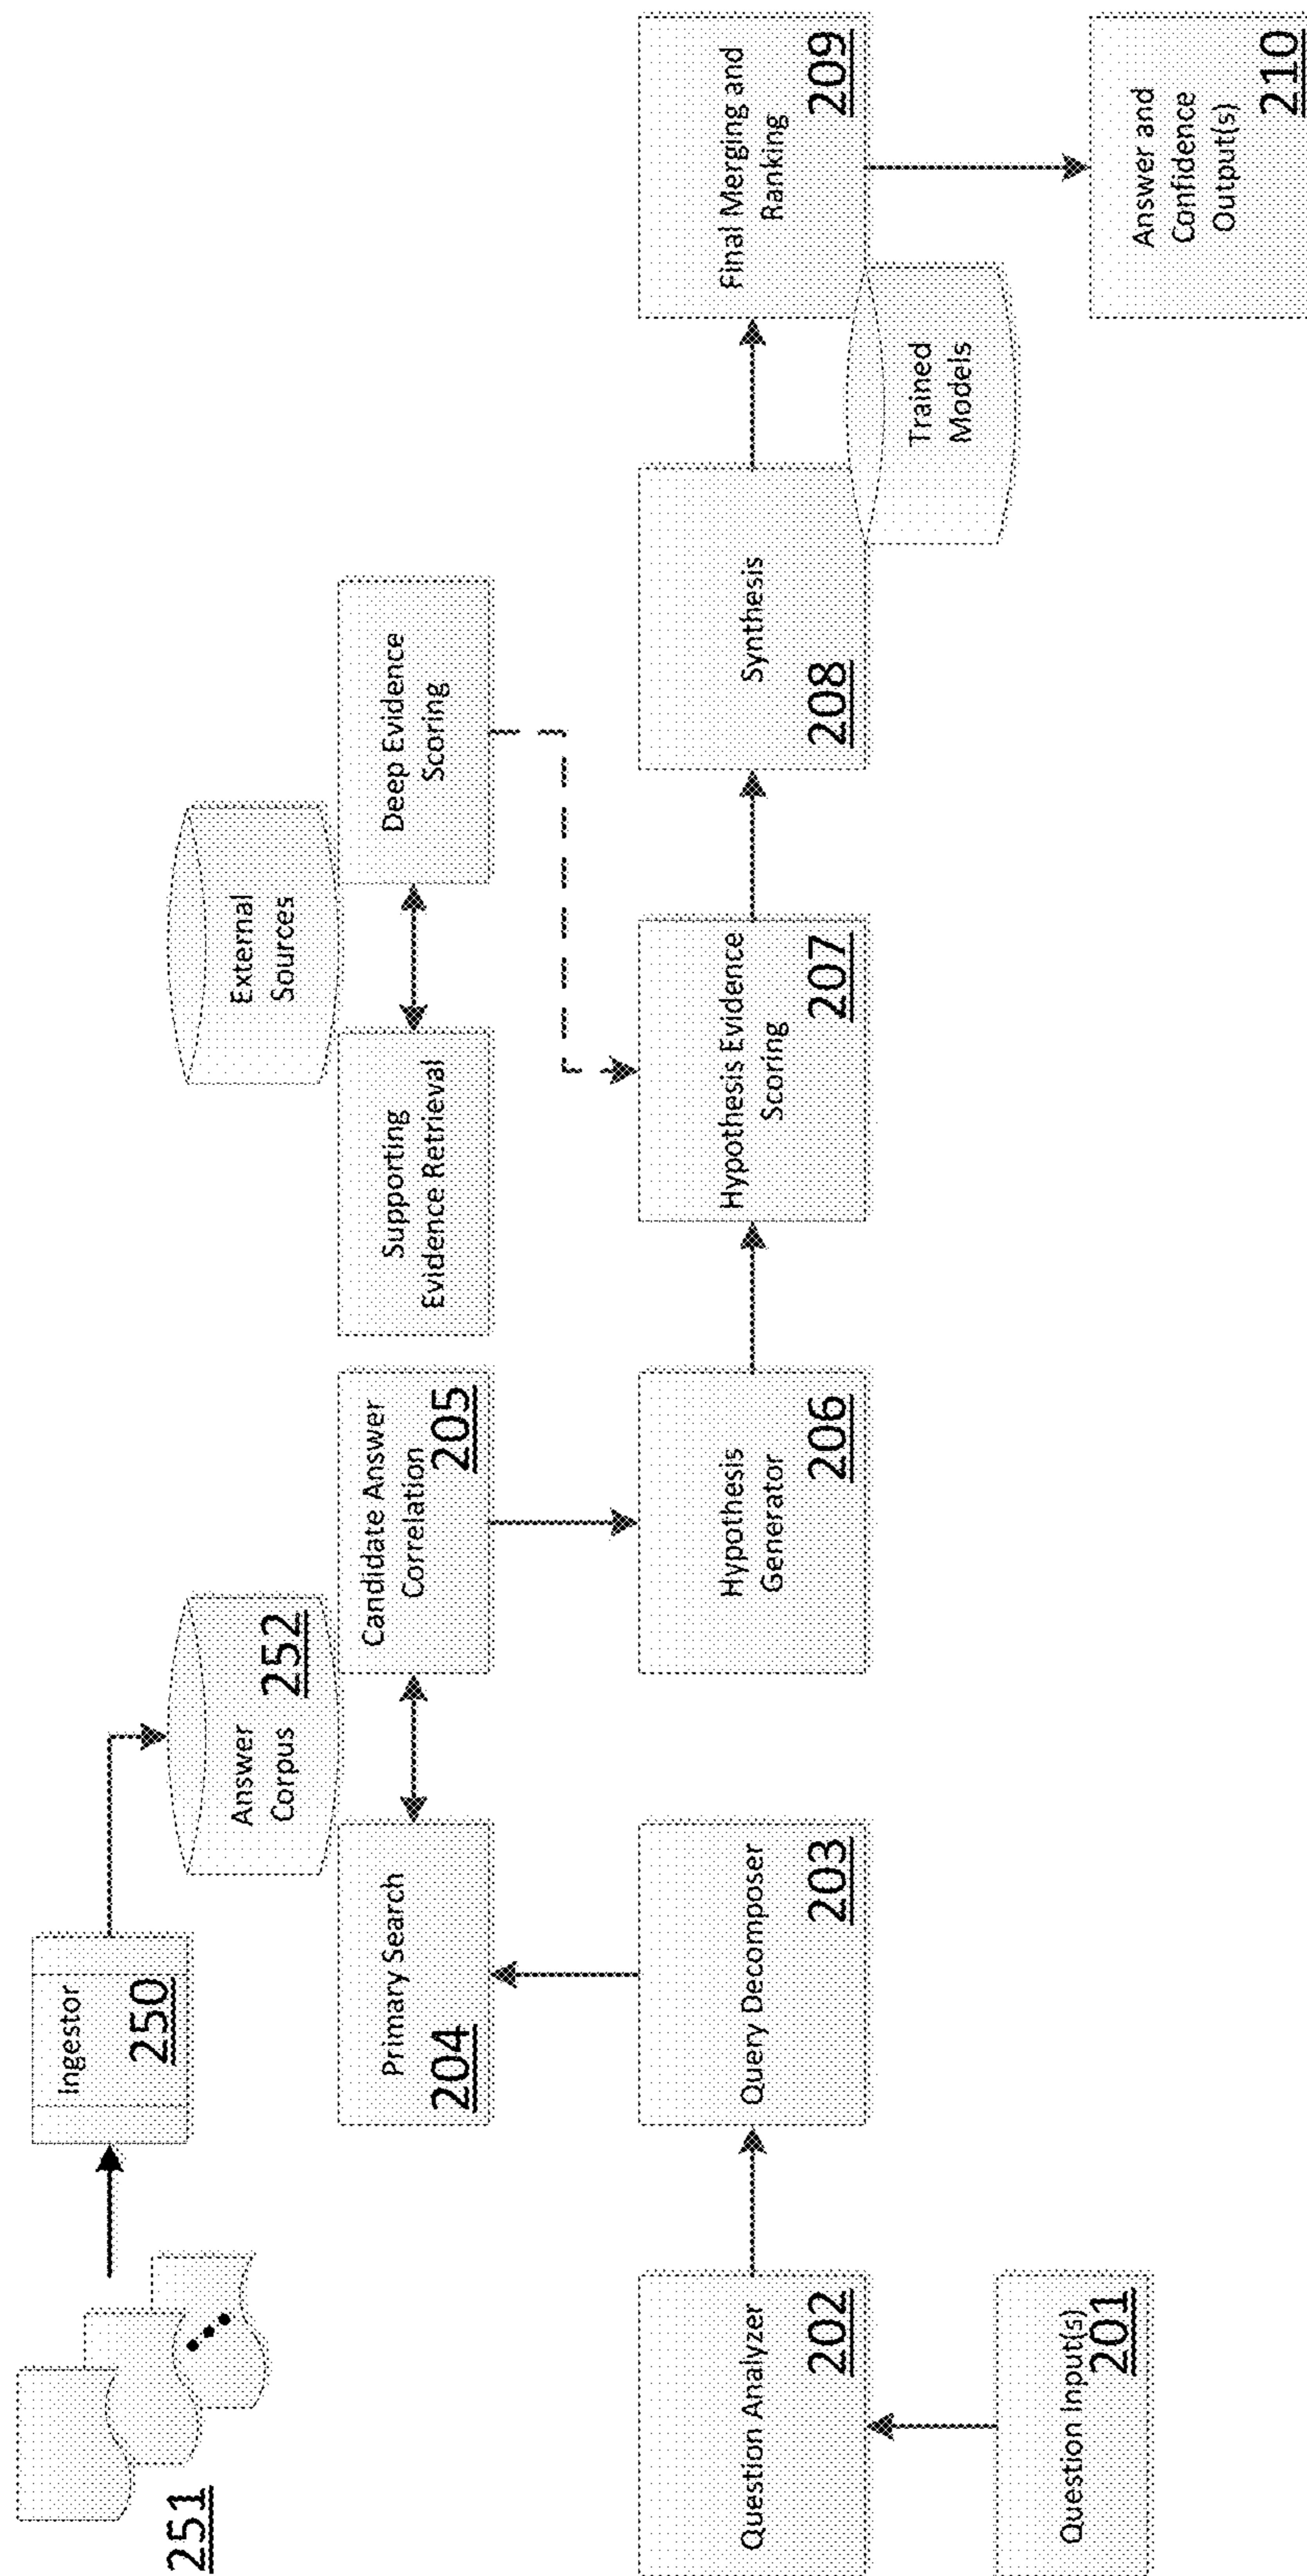 251
Ingestor
250
Answer
Corpus
252
External
Sources
Primary Search
204
Candidate Answer
Correlation
205
Supporting
Evidence Retrieval
Deep Evidence
Scoring
Question Analyzer
202
Query Decomposer
203
Hypothesis
Generator
206
Hypothesis Evidence
Scoring
207
Synthesis
208
Final Merging and
Ranking
209
Trained
Models
Question Input(s)
201
Answer and
Confidence
Output(s)
210